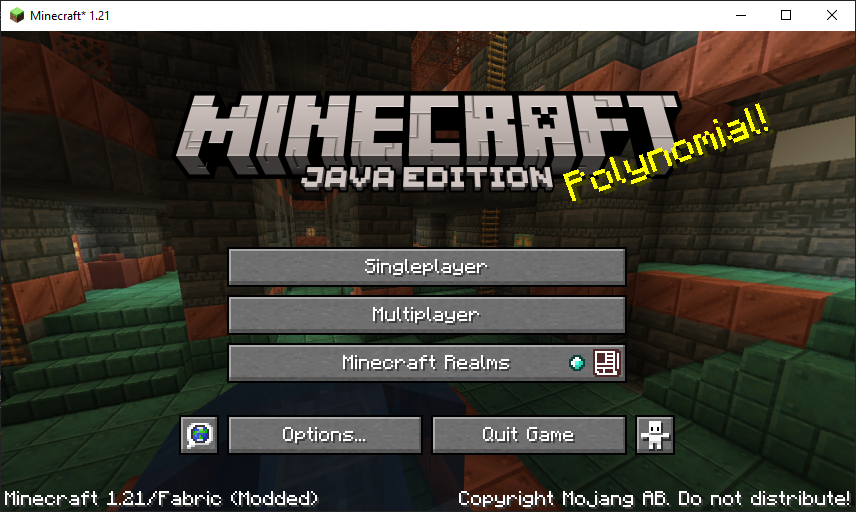 Minecraft* 1.21
MINECRAFT
JAVA EDITION
Polynomial!
Singleplayer
Multiplayer
Minecraft Realms
Options...
Quit Game
Minecraft 1.21/Fabric (Modded)
Copyright Mojang AB. Do not distribute!